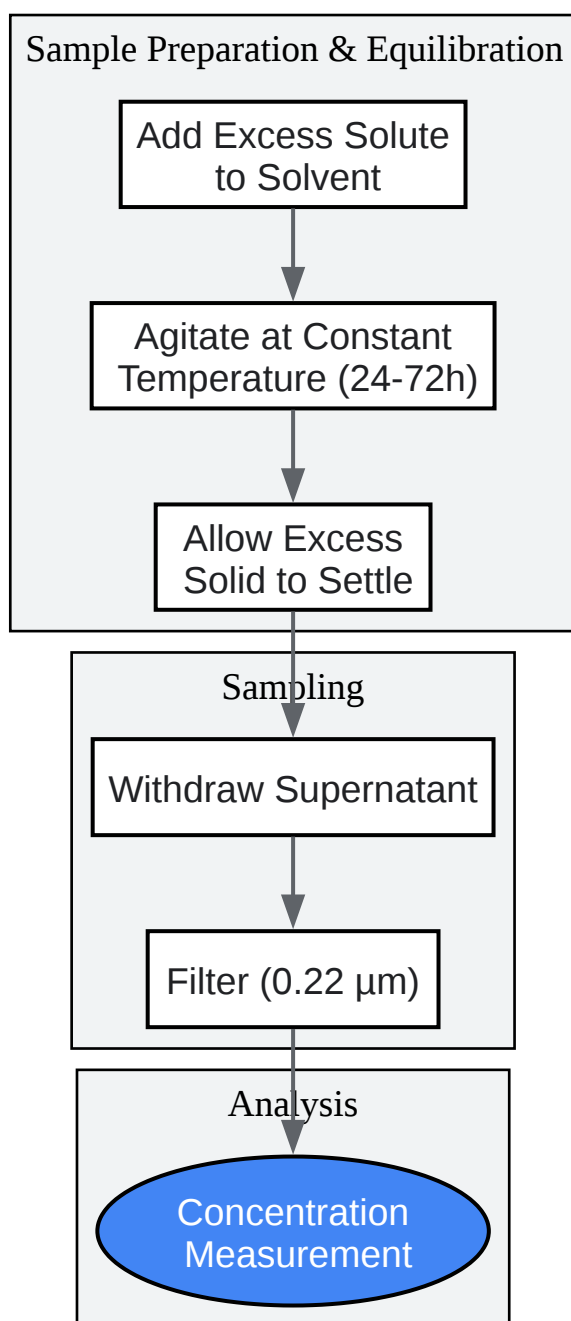 Sample Preparation & Equilibration
Add Excess Solute
to Solvent
Agitate at Constant
Temperature (24-72h)
Allow Excess
Solid to Settle
Sampling
Withdraw Supernatant
Filter (0.22 µm)
Analysis
Concentration
Measurement